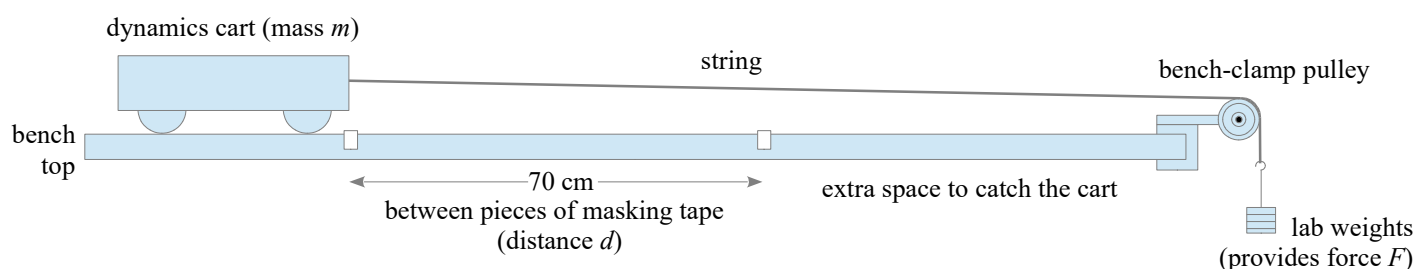 dynamics cart (mass m)
string
bench-clamp pulley
bench
top
70 cm
between pieces of masking tape
(distance d)
extra space to catch the cart
lab weights
(provides force F)